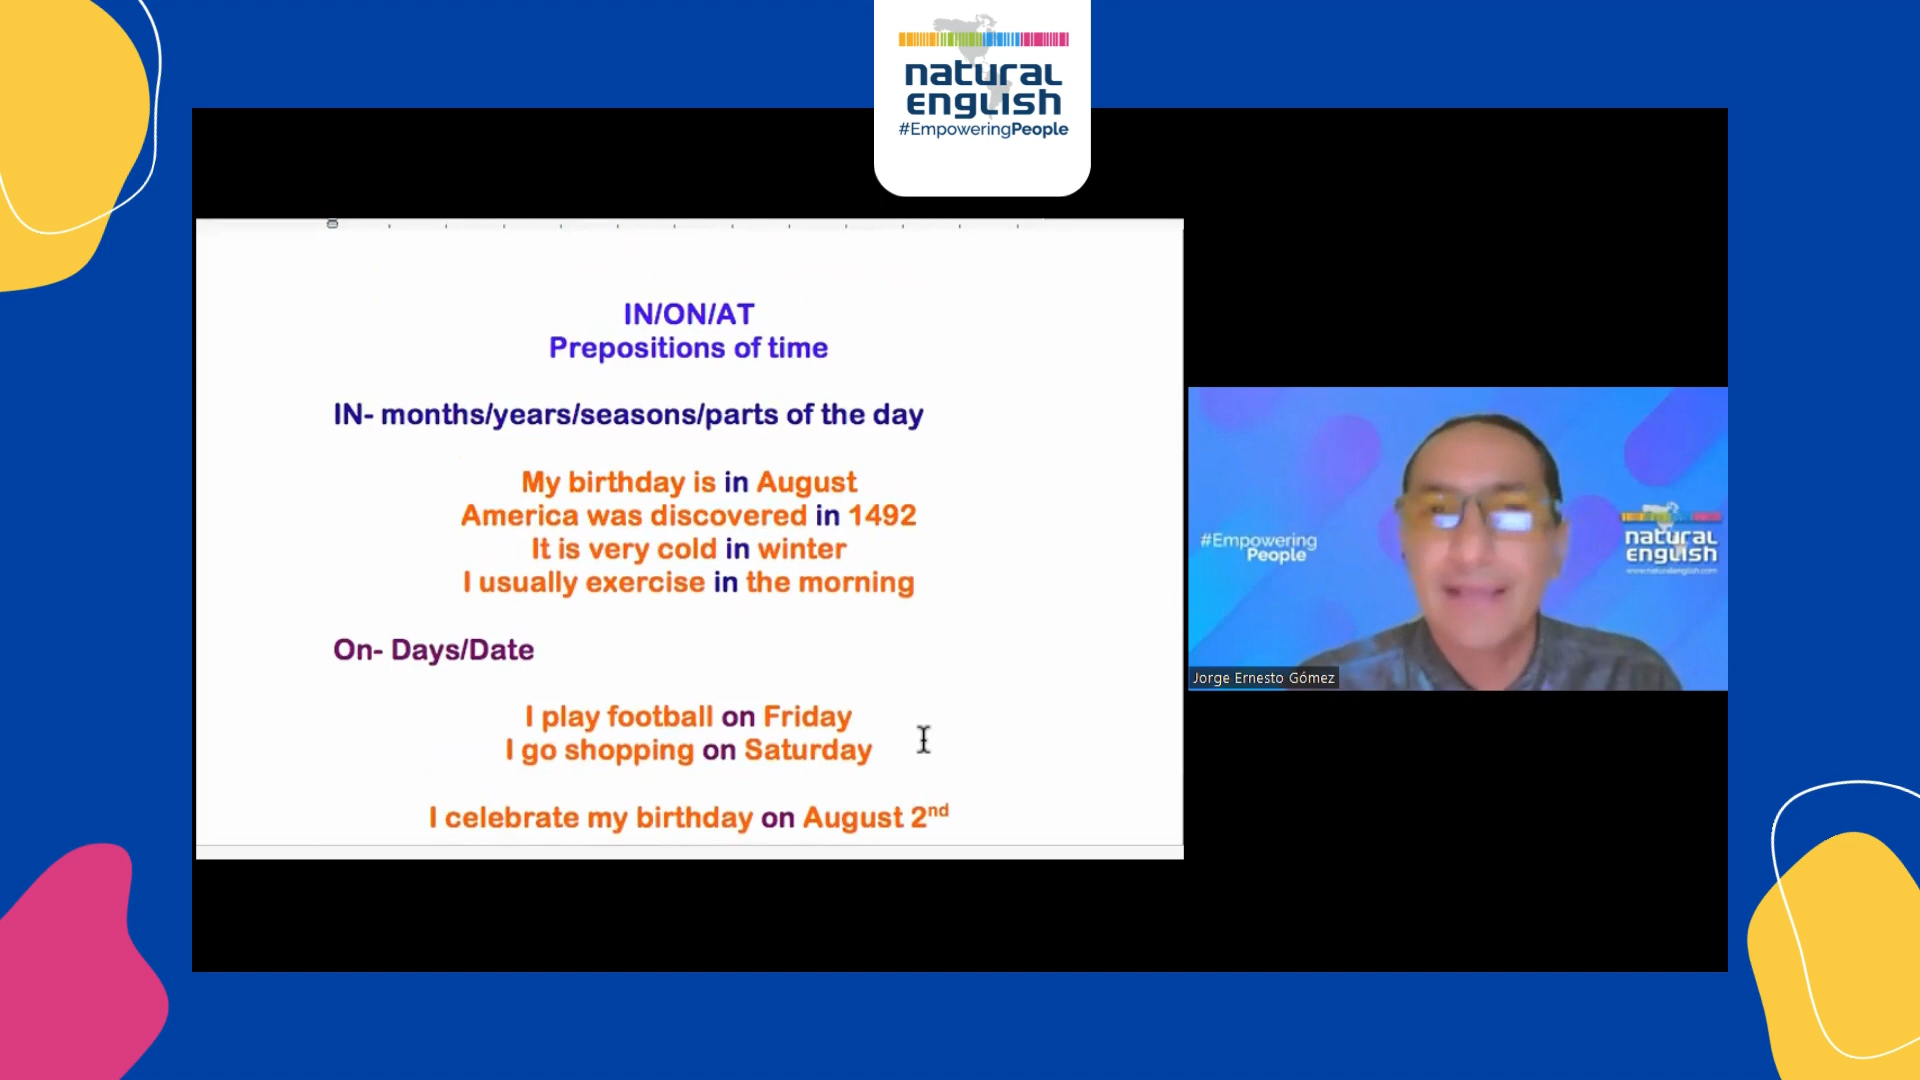 natural
english
#EmpoweringPeople
IN/ON/AT
Prepositions of time
IN- months/years/seasons/parts of the day
My birthday is in August
America was discovered in 1492
It is very cold in winter
I usually exercise in the morning
On- Days/Date
I play football on Friday
I go shopping on Saturday
I celebrate my birthday on August 2nd
#Empowering
People
natural
english
www.naturalenglish.com
Jorge Ernesto Gómez